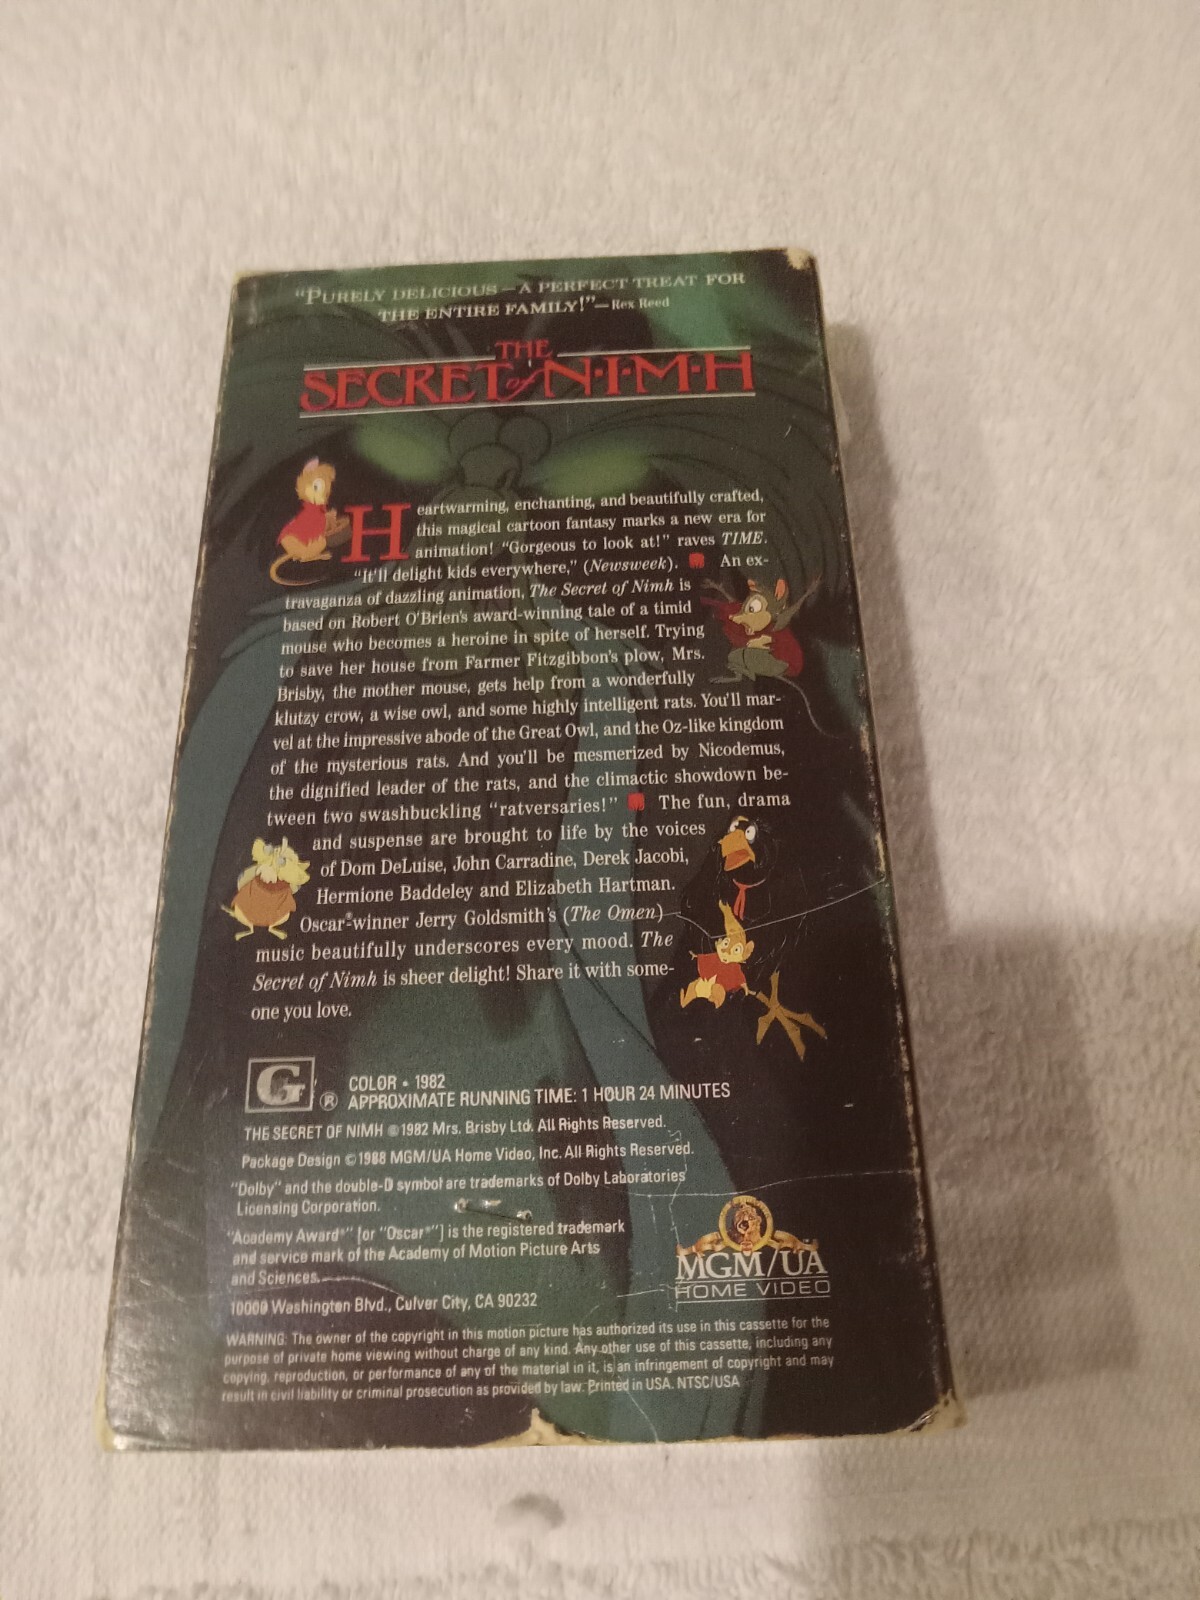 "PURELY DELICIOUS—A PERFECT TREAT FOR
THE ENTIRE FAMILY!"—Rex Reed
THE
SECRET of N·I·M·H
Heartwarming, enchanting, and beautifully crafted,
this magical cartoon fantasy marks a new era for
animation! "Gorgeous to look at!" raves TIME.
"It'll delight kids everywhere," (Newsweek). An ex-
travaganza of dazzling animation, The Secret of Nimh is
based on Robert O'Brien's award-winning tale of a timid
mouse who becomes a heroine in spite of herself. Trying
to save her house from Farmer Fitzgibbon's plow, Mrs.
Brisby, the mother mouse, gets help from a wonderfully
klutzy crow, a wise owl, and some highly intelligent rats. You'll mar-
vel at the impressive abode of the Great Owl, and the Oz-like kingdom
of the mysterious rats. And you'll be mesmerized by Nicodemus,
the dignified leader of the rats, and the climactic showdown be-
tween two swashbuckling "ratversaries!" The fun, drama
and suspense are brought to life by the voices
of Dom DeLuise, John Carradine, Derek Jacobi,
Hermione Baddeley and Elizabeth Hartman.
Oscar®-winner Jerry Goldsmith's (The Omen)
music beautifully underscores every mood. The
Secret of Nimh is sheer delight! Share it with some-
one you love.
G ® COLOR • 1982
APPROXIMATE RUNNING TIME: 1 HOUR 24 MINUTES
THE SECRET OF NIMH ©1982 Mrs. Brisby Ltd. All Rights Reserved.
Package Design ©1988 MGM/UA Home Video, Inc. All Rights Reserved.
"Dolby" and the double-D symbol are trademarks of Dolby Laboratories
Licensing Corporation.
"Academy Award®" [or "Oscar®"] is the registered trademark
and service mark of the Academy of Motion Picture Arts
and Sciences.
10000 Washington Blvd., Culver City, CA 90232
MGM/UA
HOME VIDEO
WARNING: The owner of the copyright in this motion picture has authorized its use in this cassette for the
purpose of private home viewing without charge of any kind. Any other use of this cassette, including any
copying, reproduction, or performance of any of the material in it, is an infringement of copyright and may
result in civil liability or criminal prosecution as provided by law. Printed in USA. NTSC/USA